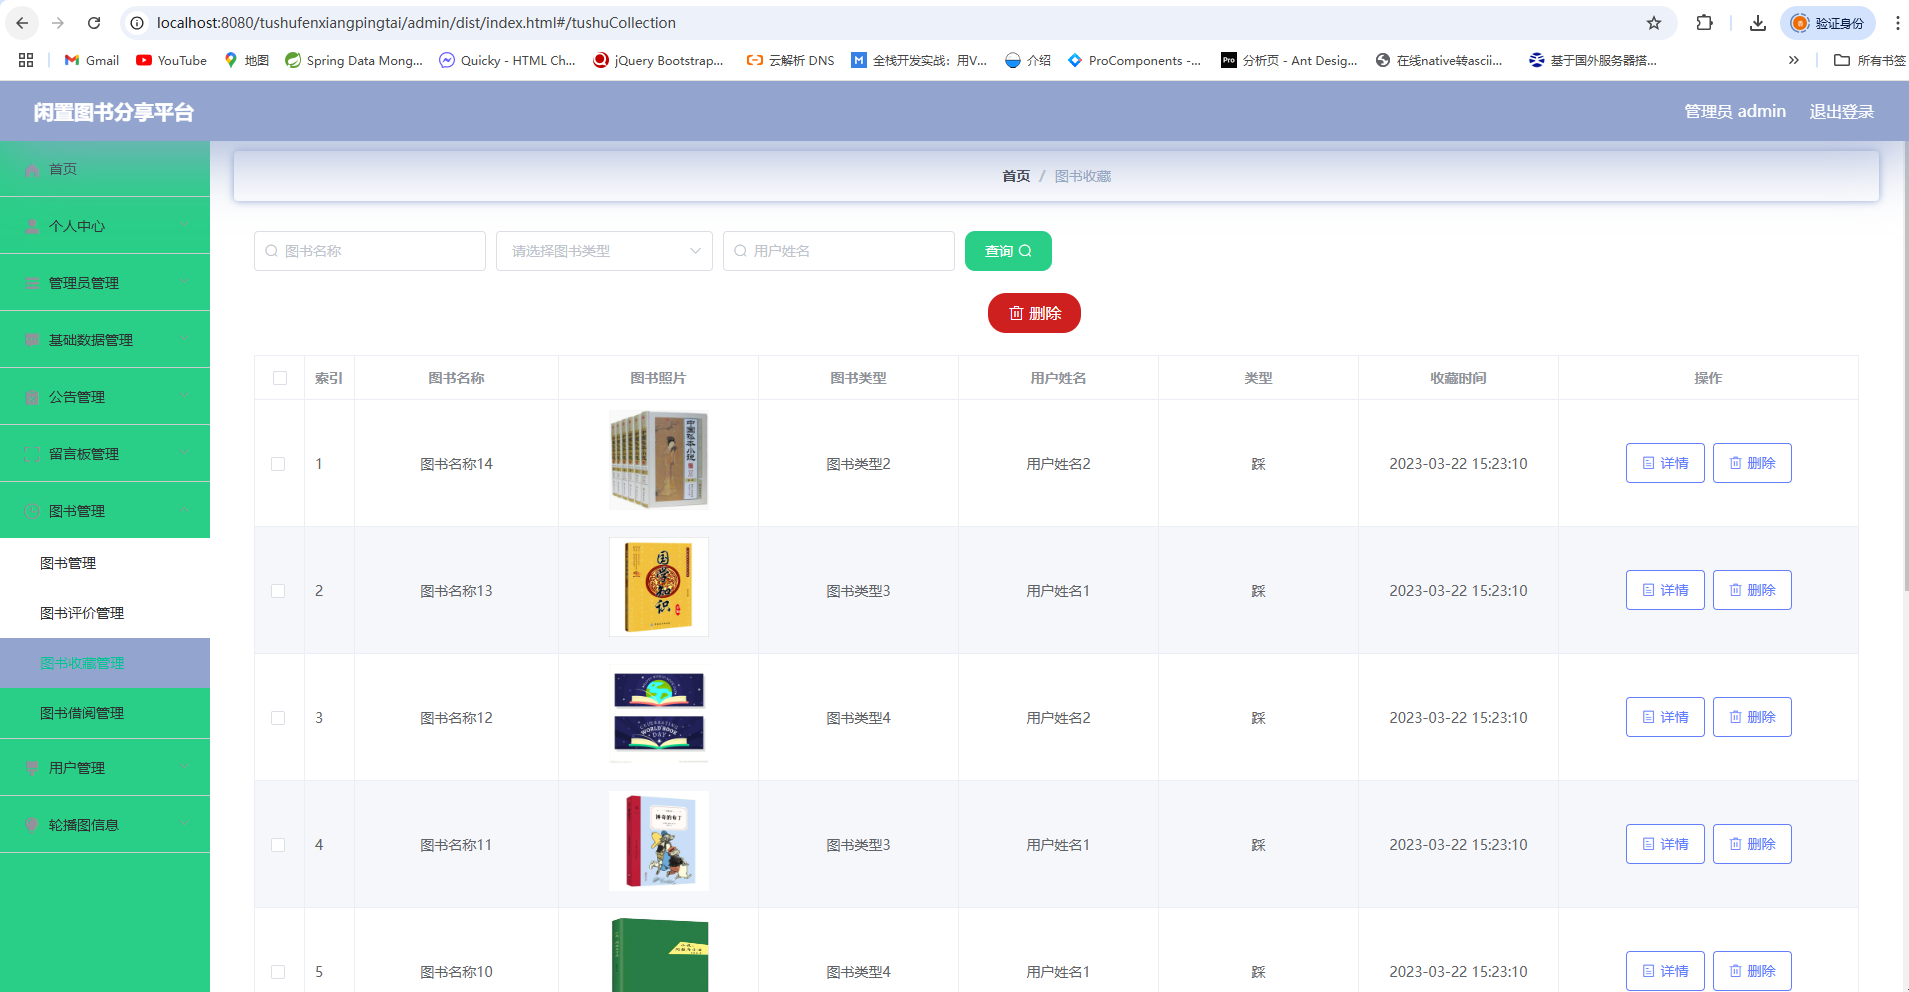 localhost:8080/tushufenxiangpingtai/admin/dist/index.html#/tushuCollection
验证身份
Gmail
YouTube
地图
Spring Data Mong...
Quicky - HTML Ch...
jQuery Bootstrap...
云解析 DNS
全栈开发实战：用V...
介绍
ProComponents -...
Pro
分析页 - Ant Desig...
在线native转ascii...
基于国外服务器搭...
所有书签
闲置图书分享平台
管理员 admin
退出登录
首页
个人中心
管理员管理
基础数据管理
公告管理
留言板管理
图书管理
图书管理
图书评价管理
图书收藏管理
图书借阅管理
用户管理
轮播图信息
首页 / 图书收藏
图书名称
请选择图书类型
用户姓名
查询
删除
索引 图书名称 图书照片 图书类型 用户姓名 类型 收藏时间 操作
1 图书名称14 图书类型2 用户姓名2 踩 2023-03-22 15:23:10 详情 删除
2 图书名称13 国学知识 图书类型3 用户姓名1 踩 2023-03-22 15:23:10 详情 删除
3 图书名称12 WORLD BOOK DAY 图书类型4 用户姓名2 踩 2023-03-22 15:23:10 详情 删除
4 图书名称11 图书类型3 用户姓名1 踩 2023-03-22 15:23:10 详情 删除
5 图书名称10 图书类型4 用户姓名1 踩 2023-03-22 15:23:10 详情 删除